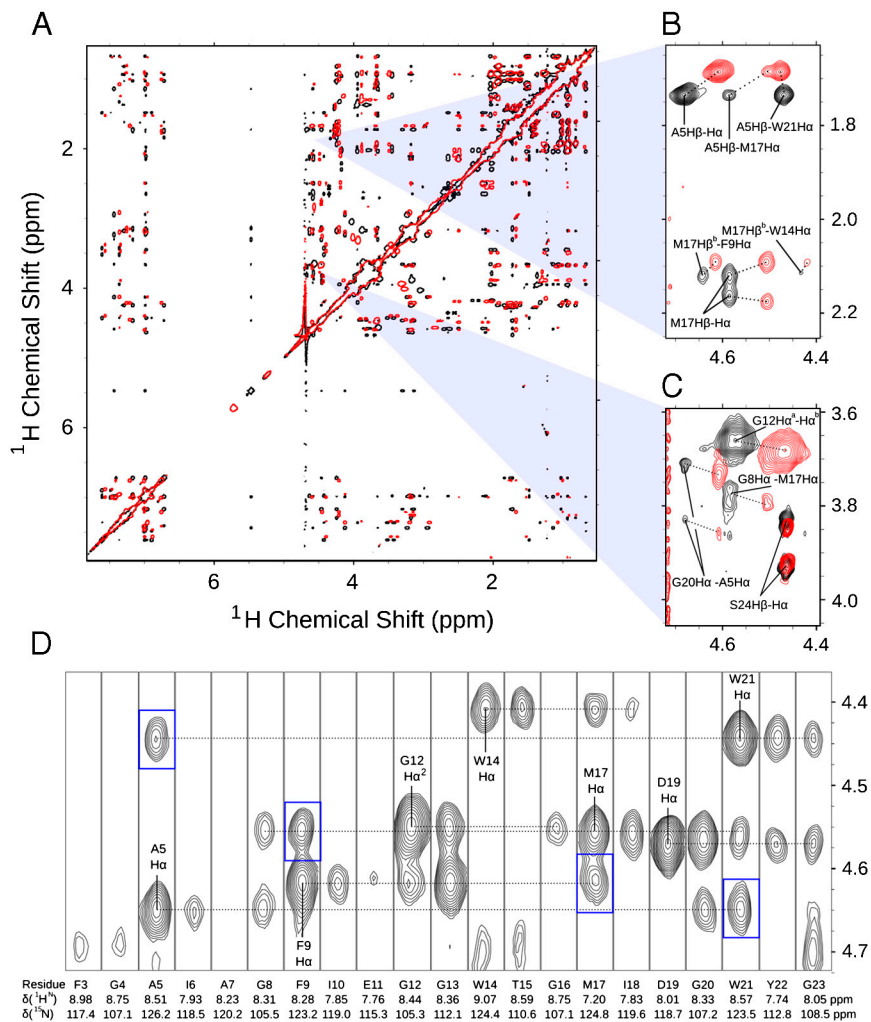 A
B
C
D
2
4
6
6
4
2
¹H Chemical Shift (ppm)
¹H Chemical Shift (ppm)
A5Hβ-Hα
A5Hβ-W21Hα
A5Hβ-M17Hα
M17Hβᵇ-W14Hα
M17Hβᵇ-F9Hα
M17Hβ-Hα
1.8
2.0
2.2
4.6
4.4
G12Hαᵃ-Hαᵇ
G8Hα -M17Hα
G20Hα -A5Hα
S24Hβ-Hα
3.6
3.8
4.0
4.6
4.4
A5
Hα
F9
Hα
G12
Hα²
W14
Hα
M17
Hα
D19
Hα
W21
Hα
4.4
4.5
4.6
4.7
Residue F3 G4 A5 I6 A7 G8 F9 I10 E11 G12 G13 W14 T15 G16 M17 I18 D19 G20 W21 Y22 G23
δ(¹Hᴺ) 8.98 8.75 8.51 7.93 8.23 8.31 8.28 7.85 7.76 8.44 8.36 9.07 8.59 8.75 7.20 7.83 8.01 8.33 8.57 7.74 8.05 ppm
δ(¹⁵N) 117.4 107.1 126.2 118.5 120.2 105.5 123.2 119.0 115.3 105.3 112.1 124.4 110.6 107.1 124.8 119.6 118.7 107.2 123.5 112.8 108.5 ppm